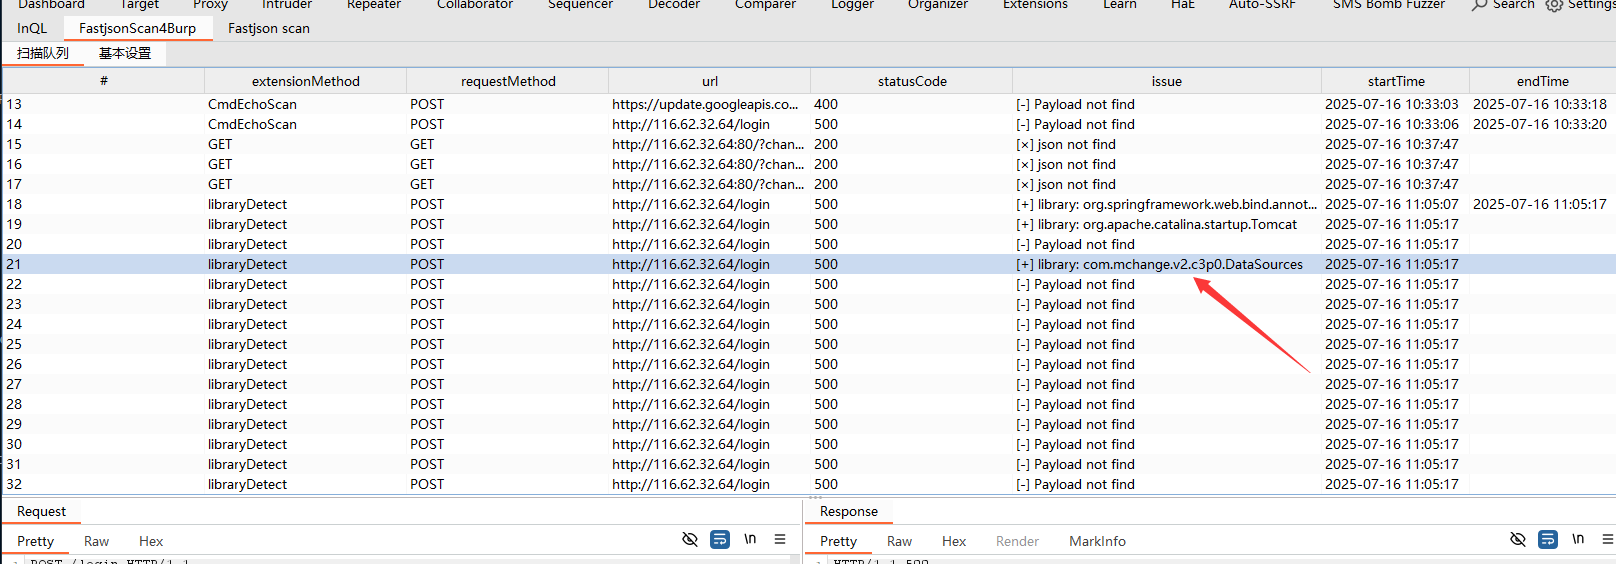 Dashboard Target Proxy Intruder Repeater Collaborator Sequencer Decoder Comparer Logger Organizer Extensions Learn HaE Auto-SSRF SMS Bomb Fuzzer Search Settings
InQL FastjsonScan4Burp Fastjson scan
扫描队列 基本设置
# extensionMethod requestMethod url statusCode issue startTime endTime
13 CmdEchoScan POST https://update.googleapis.co... 400 [-] Payload not find 2025-07-16 10:33:03 2025-07-16 10:33:18
14 CmdEchoScan POST http://116.62.32.64/login 500 [-] Payload not find 2025-07-16 10:33:06 2025-07-16 10:33:20
15 GET GET http://116.62.32.64:80/?chan... 200 [×] json not find 2025-07-16 10:37:47
16 GET GET http://116.62.32.64:80/?chan... 200 [×] json not find 2025-07-16 10:37:47
17 GET GET http://116.62.32.64:80/?chan... 200 [×] json not find 2025-07-16 10:37:47
18 libraryDetect POST http://116.62.32.64/login 500 [+] library: org.springframework.web.bind.annot... 2025-07-16 11:05:07 2025-07-16 11:05:17
19 libraryDetect POST http://116.62.32.64/login 500 [+] library: org.apache.catalina.startup.Tomcat 2025-07-16 11:05:17
20 libraryDetect POST http://116.62.32.64/login 500 [-] Payload not find 2025-07-16 11:05:17
21 libraryDetect POST http://116.62.32.64/login 500 [+] library: com.mchange.v2.c3p0.DataSources 2025-07-16 11:05:17
22 libraryDetect POST http://116.62.32.64/login 500 [-] Payload not find 2025-07-16 11:05:17
23 libraryDetect POST http://116.62.32.64/login 500 [-] Payload not find 2025-07-16 11:05:17
24 libraryDetect POST http://116.62.32.64/login 500 [-] Payload not find 2025-07-16 11:05:17
25 libraryDetect POST http://116.62.32.64/login 500 [-] Payload not find 2025-07-16 11:05:17
26 libraryDetect POST http://116.62.32.64/login 500 [-] Payload not find 2025-07-16 11:05:17
27 libraryDetect POST http://116.62.32.64/login 500 [-] Payload not find 2025-07-16 11:05:17
28 libraryDetect POST http://116.62.32.64/login 500 [-] Payload not find 2025-07-16 11:05:17
29 libraryDetect POST http://116.62.32.64/login 500 [-] Payload not find 2025-07-16 11:05:17
30 libraryDetect POST http://116.62.32.64/login 500 [-] Payload not find 2025-07-16 11:05:17
31 libraryDetect POST http://116.62.32.64/login 500 [-] Payload not find 2025-07-16 11:05:17
32 libraryDetect POST http://116.62.32.64/login 500 [-] Payload not find 2025-07-16 11:05:17
Request Response
Pretty Raw Hex \n Pretty Raw Hex Render MarkInfo \n
POST /login HTTP/1.1 HTTP/1.1 500